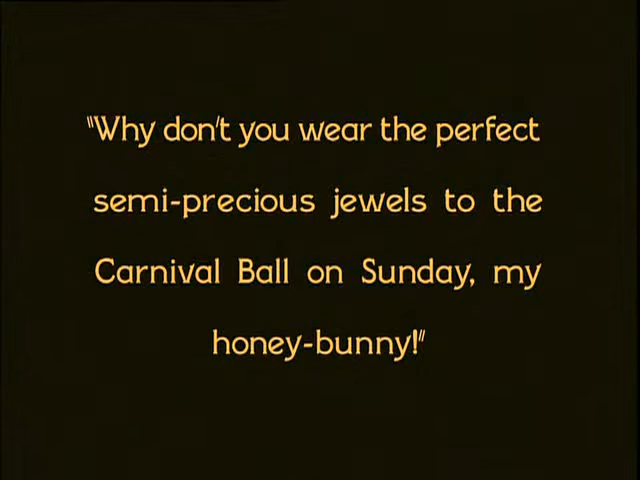 "Why don't you wear the perfect
semi-precious jewels to the
Carnival Ball on Sunday, my
honey-bunny!"